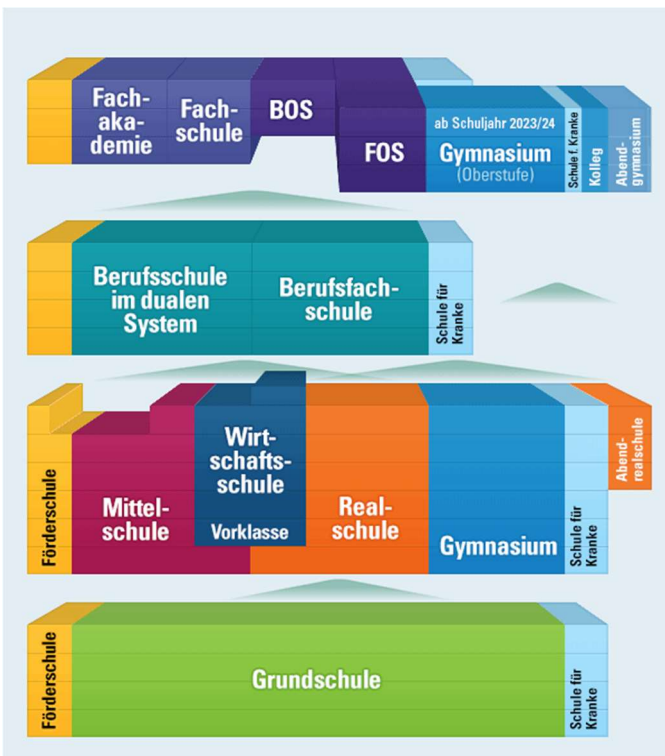 Fach-
aka-
demie
Fach-
schule
BOS
FOS
ab Schuljahr 2023/24
Gymnasium
(Oberstufe)
Schule f. Kranke
Kolleg
Abend-
gymnasium
Berufsschule
im dualen
System
Berufsfach-
schule
Schule für
Kranke
Förderschule
Mittel-
schule
Wirt-
schafts-
schule
Vorklasse
Real-
schule
Gymnasium
Schule für
Kranke
Abend-
realschule
Förderschule
Grundschule
Schule für
Kranke